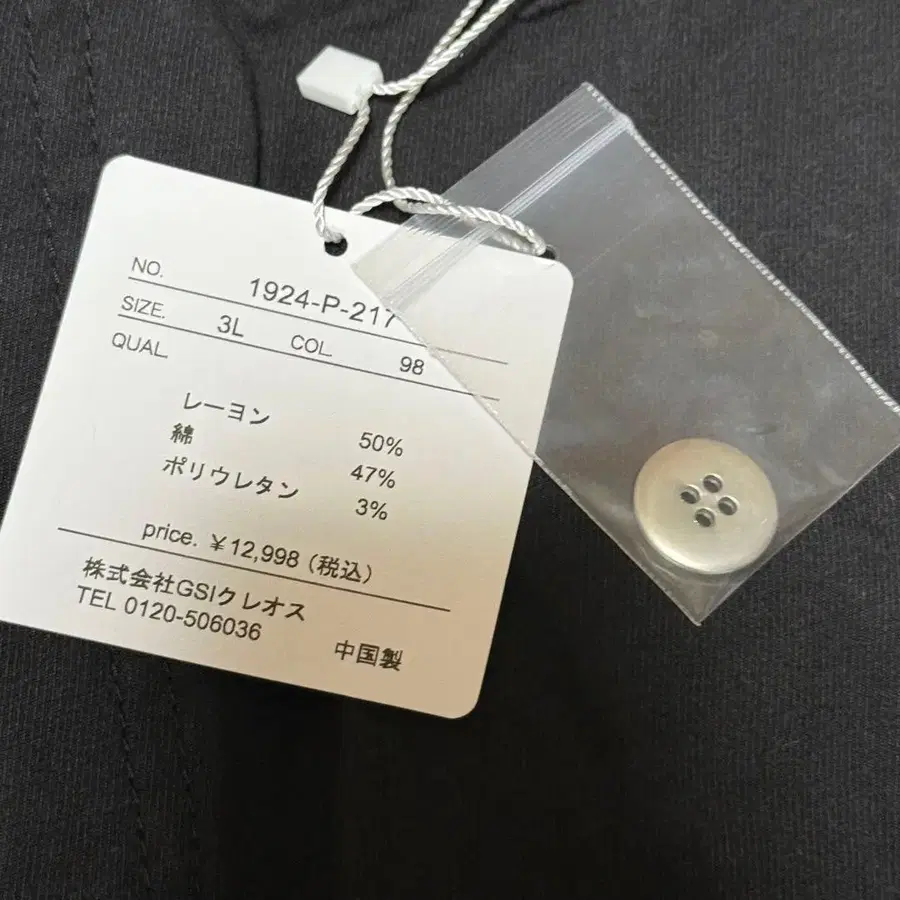 NO. 1924-P-217
SIZE. 3L COL. 98
QUAL.
レーヨン 50%
綿 47%
ポリウレタン 3%
price. ¥12,998 (税込)
株式会社GSIクレオス
TEL 0120-506036
中国製